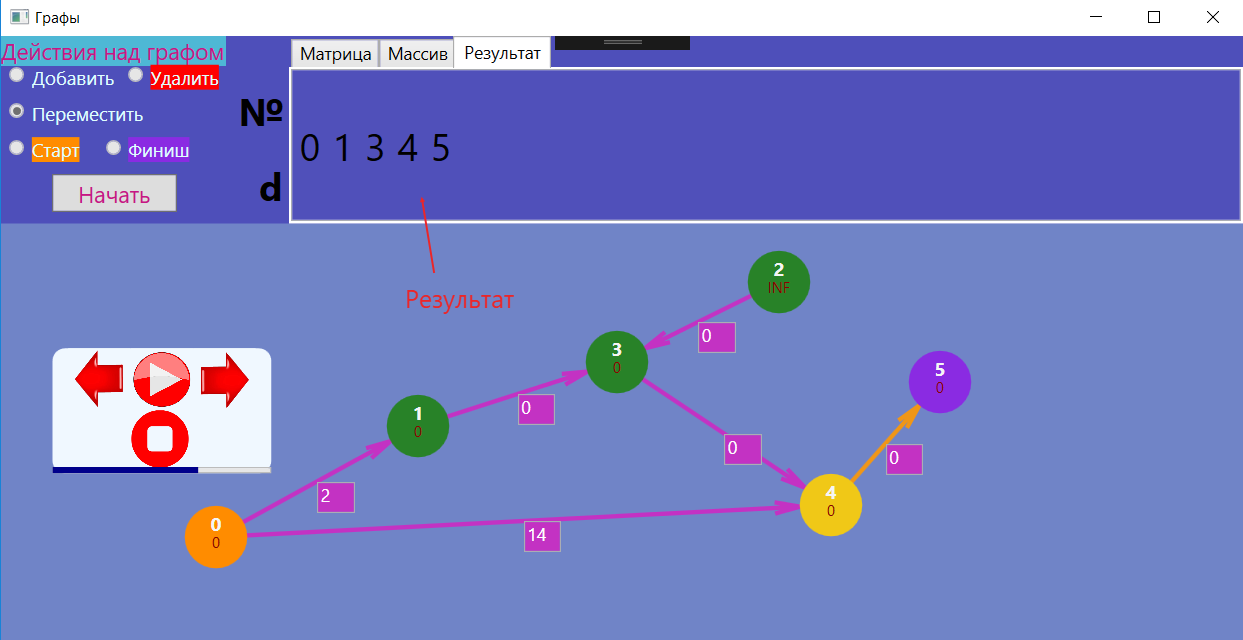 Графы
Действия над графом
Матрица Массив Результат
Добавить Удалить
Переместить
№
Старт Финиш
0 1 3 4 5
Начать
d
Результат
2
INF
0
3
0
5
0
1
0
0
0
0
4
0
2
0
0
14